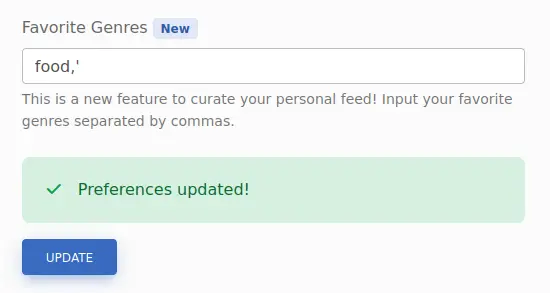 Favorite Genres New
food,'
This is a new feature to curate your personal feed! Input your favorite
genres separated by commas.
Preferences updated!
UPDATE